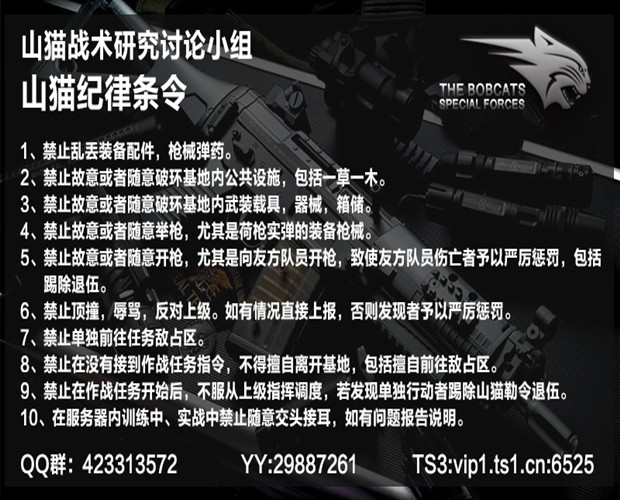 山猫战术研究讨论小组
山猫纪律条令
THE BOBCATS
SPECIAL FORCES
1、禁止乱丢装备配件，枪械弹药。
2、禁止故意或者随意破环基地内公共设施，包括一草一木。
3、禁止故意或者随意破环基地内武装载具，器械，箱储。
4、禁止故意或者随意举枪，尤其是荷枪实弹的装备枪械。
5、禁止故意或者随意开枪，尤其是向友方队员开枪，致使友方队员伤亡者予以严厉惩罚，包括
踢除退伍。
6、禁止顶撞，辱骂，反对上级。如有情况直接上报，否则发现者予以严厉惩罚。
7、禁止单独前往任务敌占区。
8、禁止在没有接到作战任务指令，不得擅自离开基地，包括擅自前往敌占区。
9、禁止在作战任务开始后，不服从上级指挥调度，若发现单独行动者踢除山猫勒令退伍。
10、在服务器内训练中、实战中禁止随意交头接耳，如有问题报告说明。
QQ群：423313572 YY:29887261 TS3:vip1.ts1.cn:6525